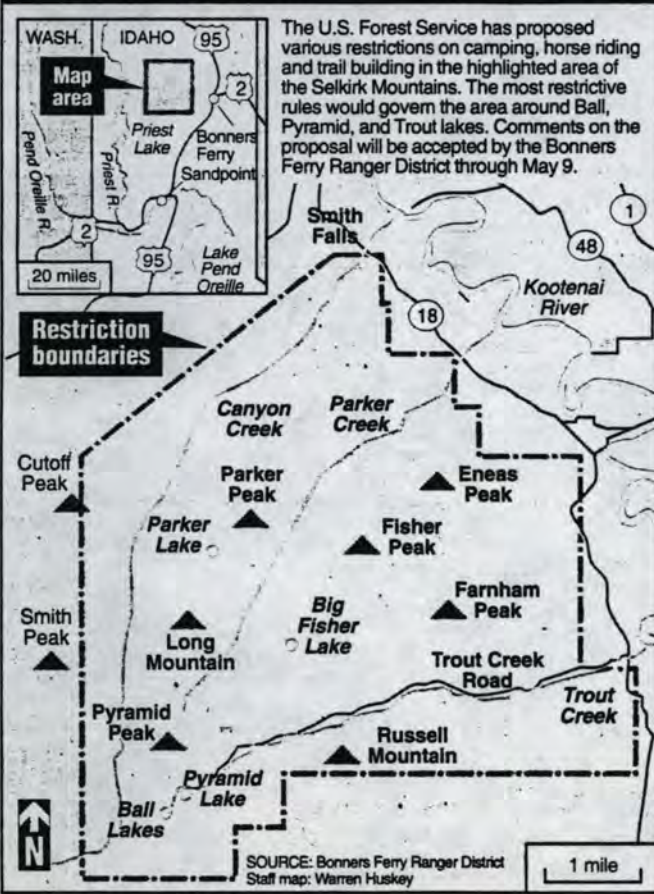 The U.S. Forest Service has proposed
various restrictions on camping, horse riding
and trail building in the highlighted area of
the Selkirk Mountains. The most restrictive
rules would govern the area around Ball,
Pyramid, and Trout lakes. Comments on the
proposal will be accepted by the Bonners
Ferry Ranger District through May 9.
WASH.
IDAHO
95
Map
area
2
Priest
Lake
Bonners
Ferry
Pend Oreille R.
Priest R.
Sandpoint
2
95
Lake
Pend
Oreille
20 miles
Smith
Falls
1
48
Kootenai
River
18
Restriction
boundaries
Canyon
Creek
Parker
Creek
Cutoff
Peak
Parker
Peak
Eneas
Peak
Parker
Lake
Fisher
Peak
Smith
Peak
Long
Mountain
Big
Fisher
Lake
Farnham
Peak
Trout Creek
Road
Trout
Creek
Pyramid
Peak
Russell
Mountain
Pyramid
Lake
Ball
Lakes
N
SOURCE: Bonners Ferry Ranger District
Staff map: Warren Huskey
1 mile